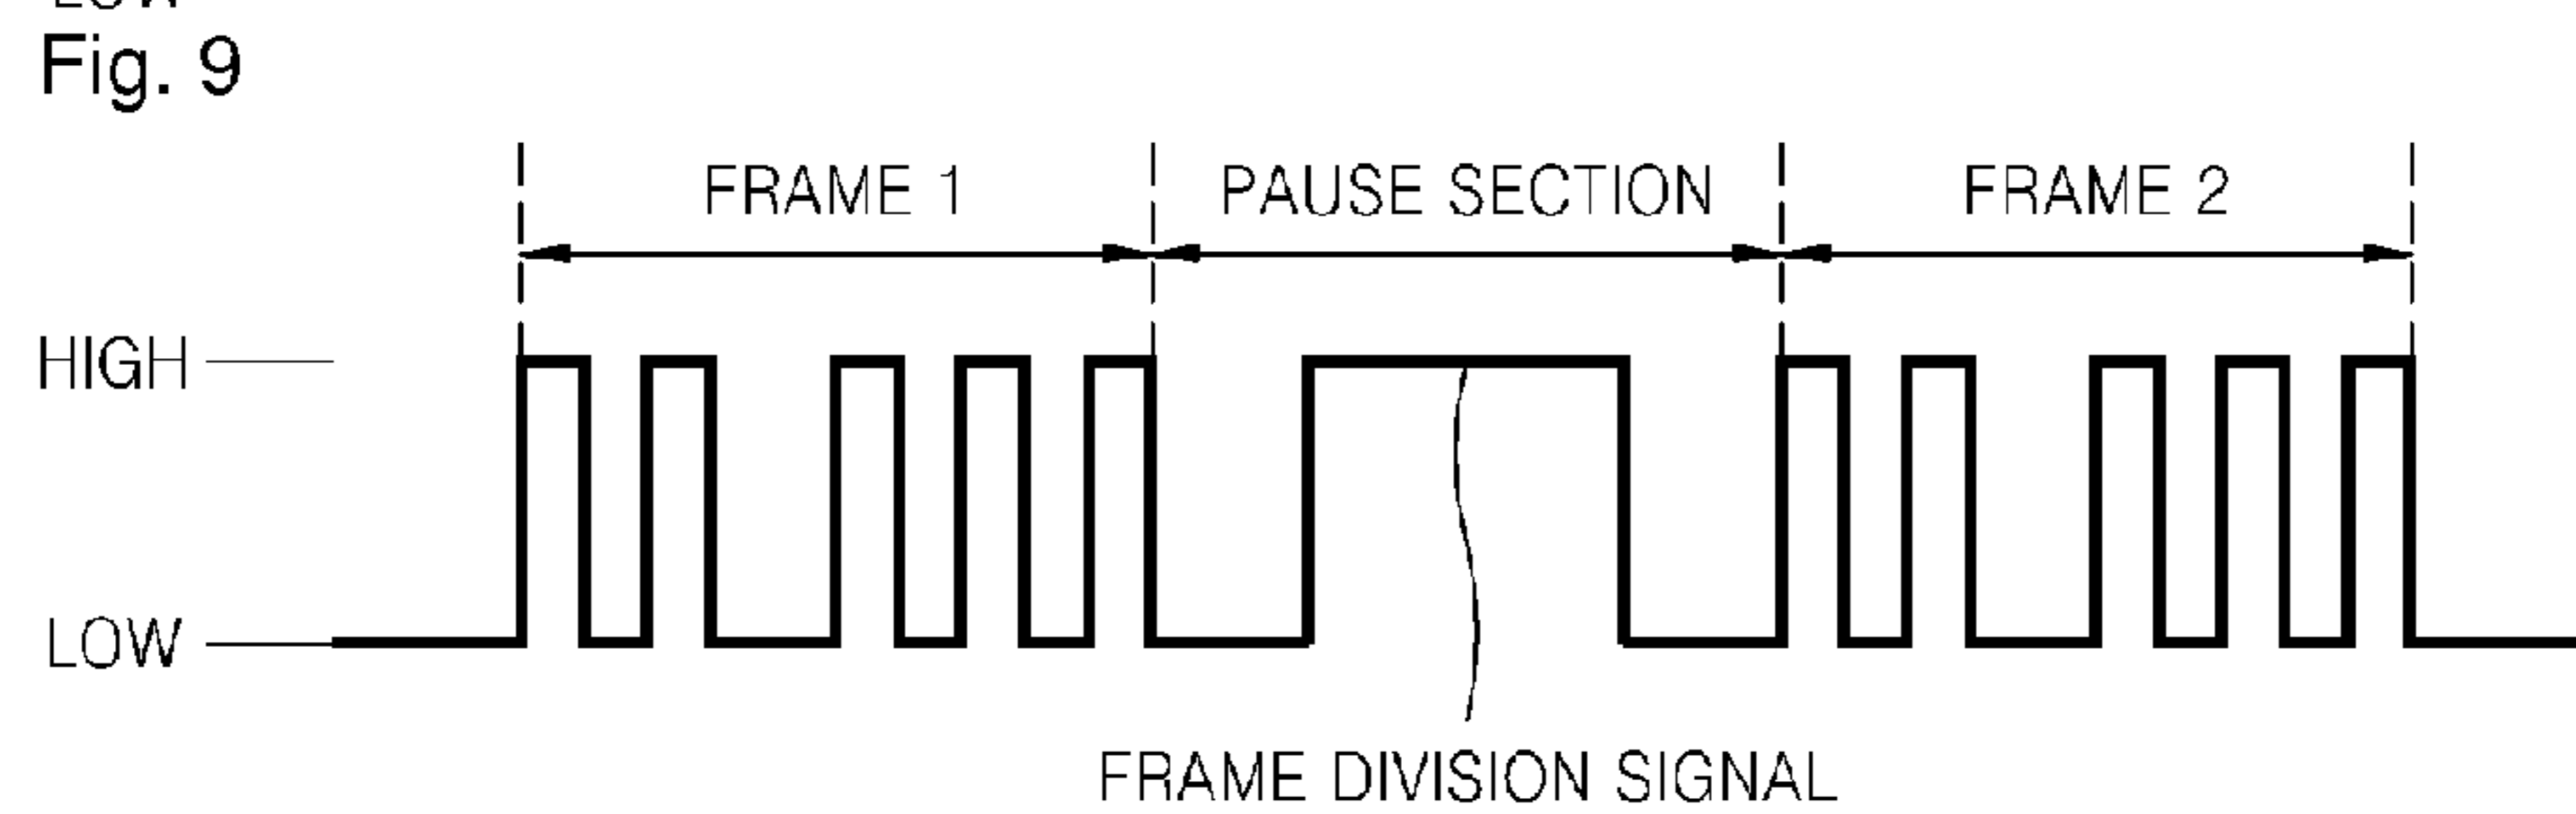 Fig. 9
FRAME 1 PAUSE SECTION FRAME 2
HIGH
LOW
FRAME DIVISION SIGNAL